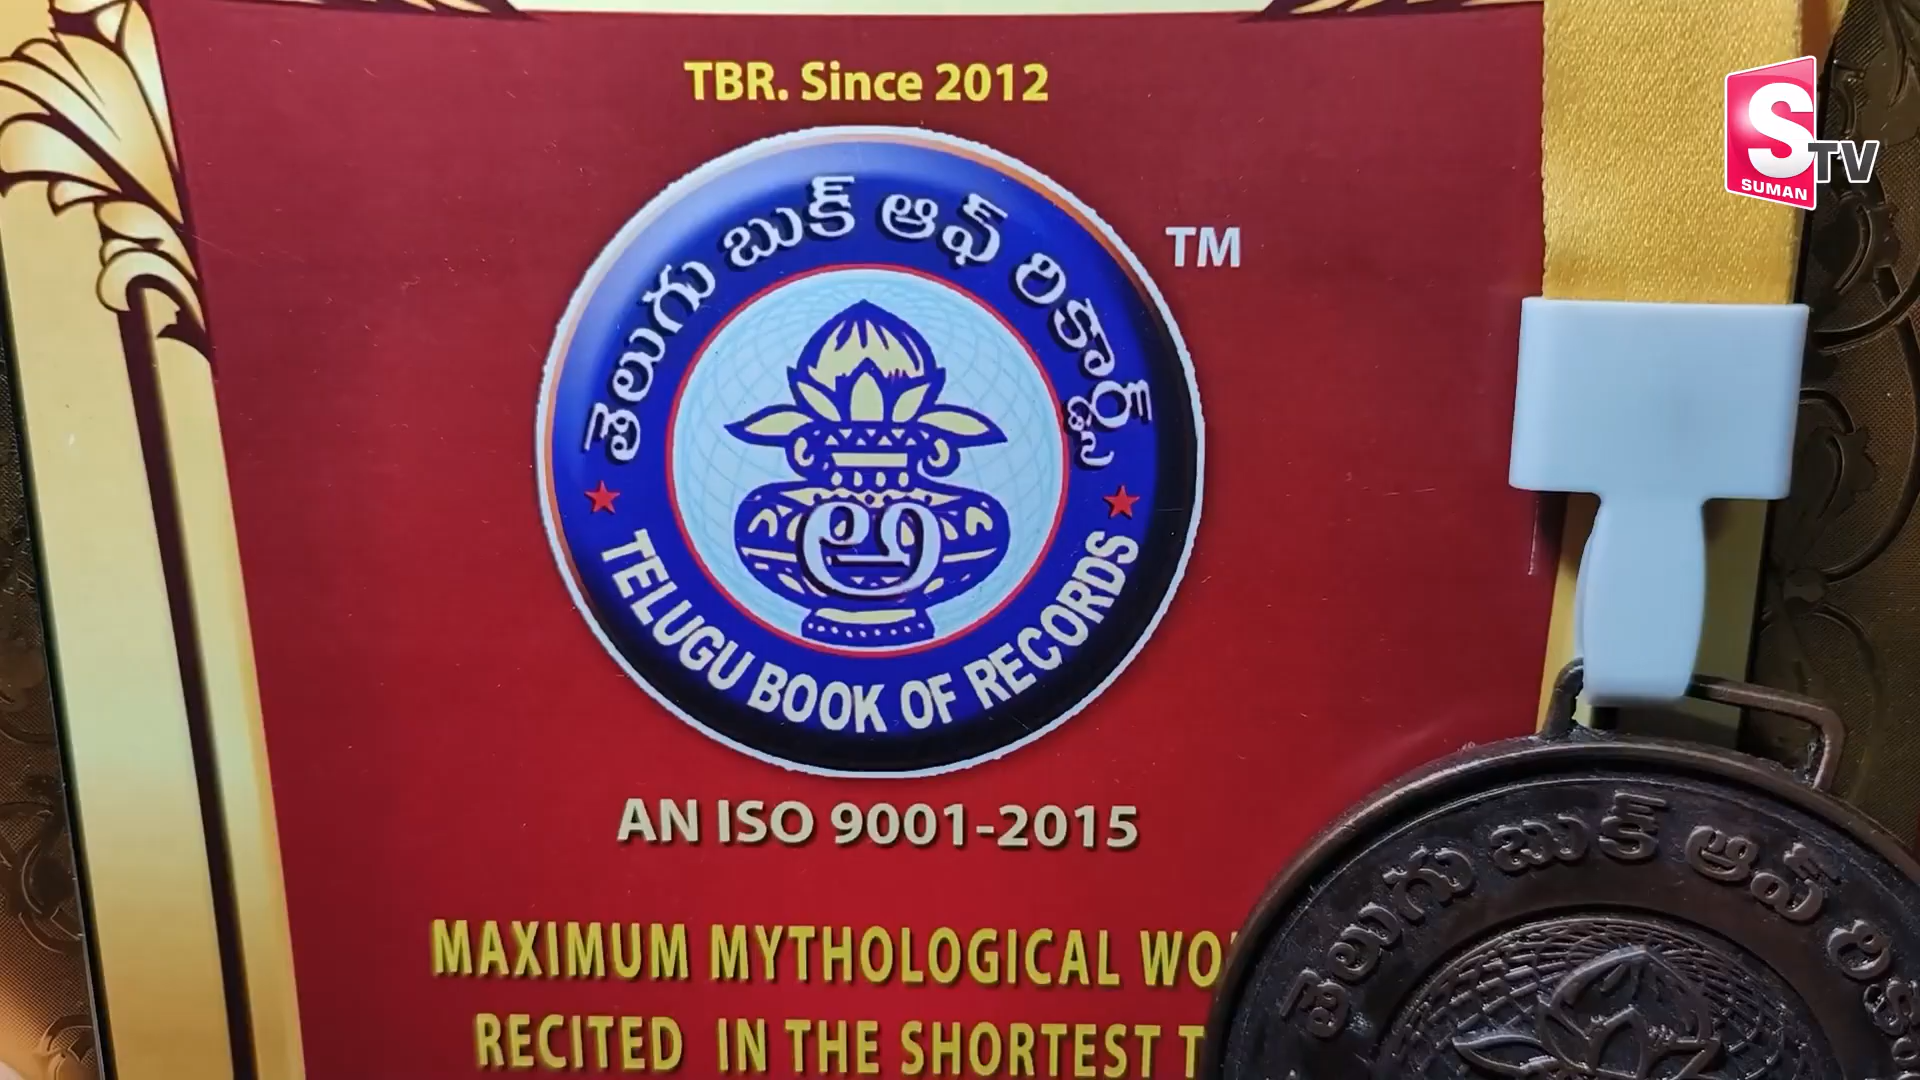 TBR. Since 2012
తెలుగు బుక్ ఆఫ్ రికార్డ్స్
TM
TELUGU BOOK OF RECORDS
అ
AN ISO 9001-2015
MAXIMUM MYTHOLOGICAL
RECITED IN THE SHORTEST
తెలుగు బుక్ ఆఫ్
S TV
SUMAN